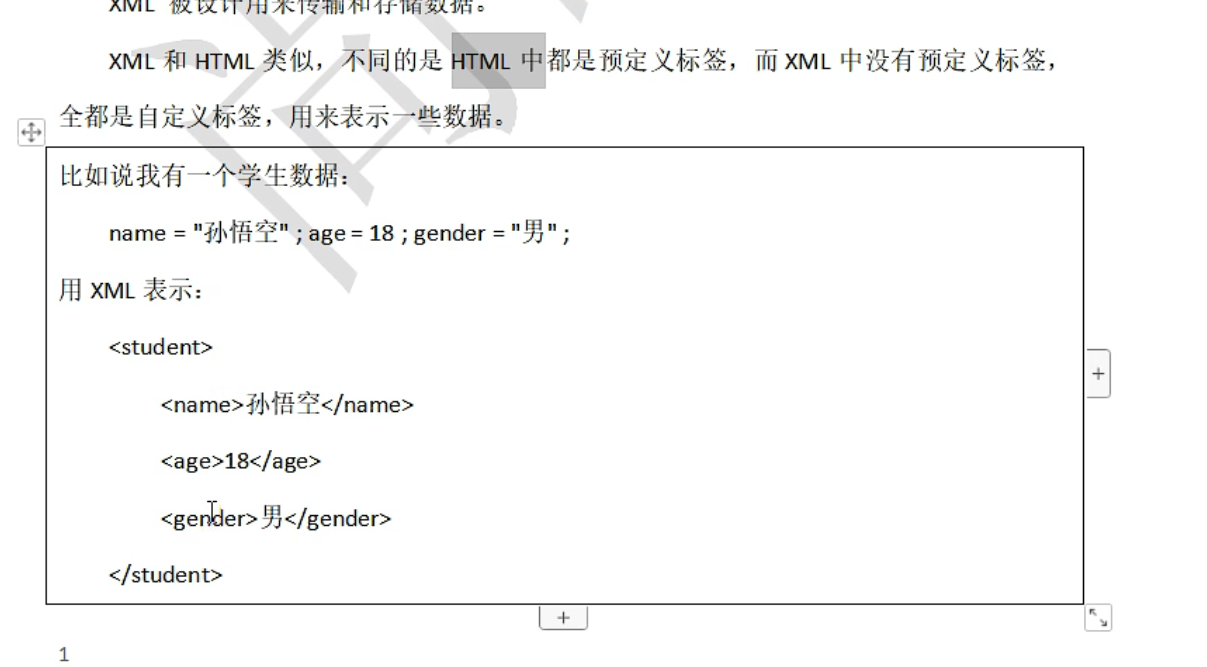 XML 被设计用来传输和存储数据。
XML 和 HTML 类似，不同的是 HTML 中都是预定义标签，而 XML 中没有预定义标签，
全都是自定义标签，用来表示一些数据。
比如说我有一个学生数据：
name = "孙悟空" ; age = 18 ; gender = "男" ;
用 XML 表示：
<student>
<name>孙悟空</name>
<age>18</age>
<gender>男</gender>
</student>
1